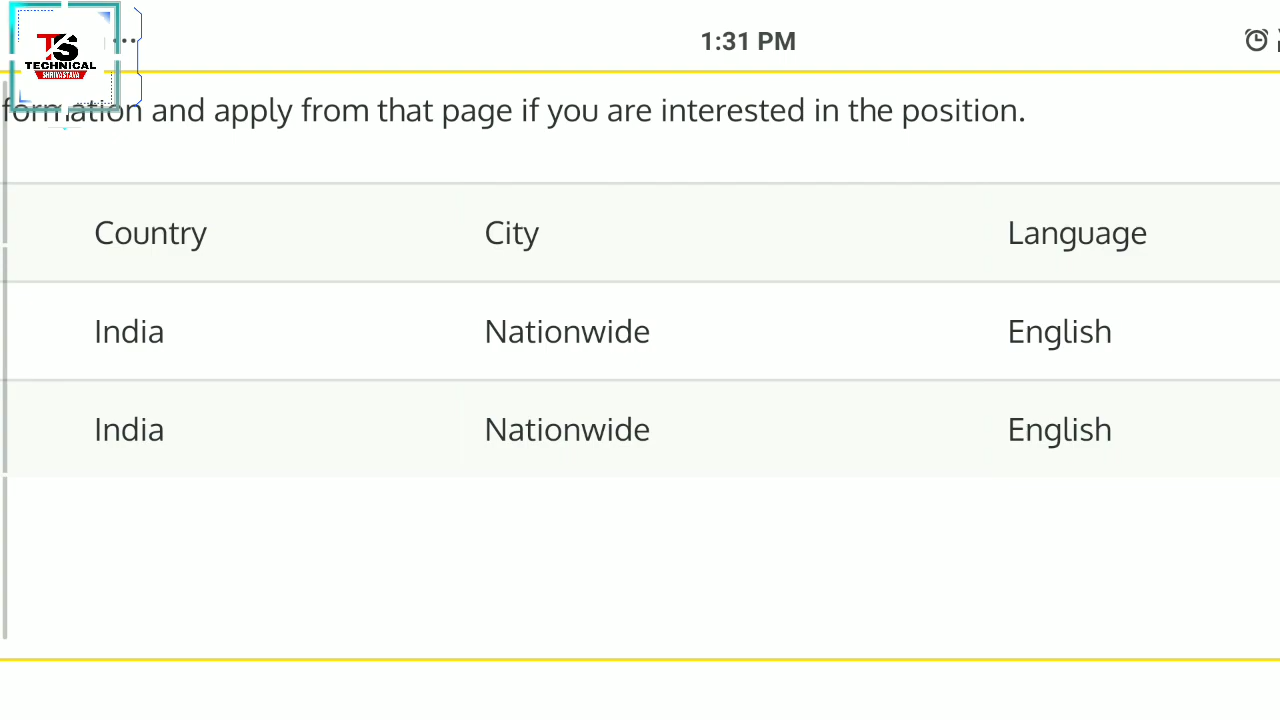 TS
TECHNICAL
SHRIVASTAVA
1:31 PM
formation and apply from that page if you are interested in the position.
Country City Language
India Nationwide English
India Nationwide English